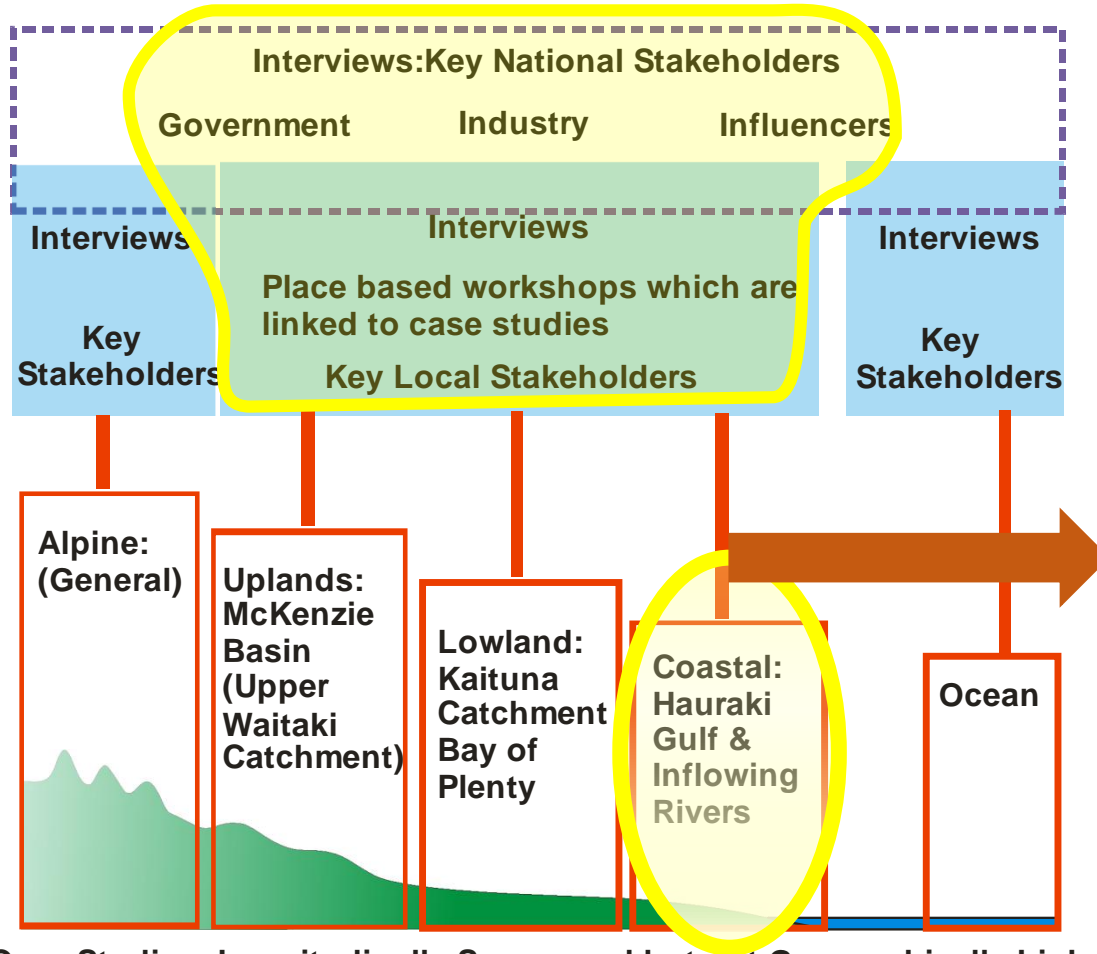 Interviews:Key National Stakeholders
Government Industry Influencers
Interviews
Key
Stakeholders
Interviews
Place based workshops which are
linked to case studies
Key Local Stakeholders
Interviews
Key
Stakeholders
Alpine:
(General)
Uplands:
McKenzie
Basin
(Upper
Waitaki
Catchment)
Lowland:
Kaituna
Catchment
Bay of
Plenty
Coastal:
Hauraki
Gulf &
Inflowing
Rivers
Ocean